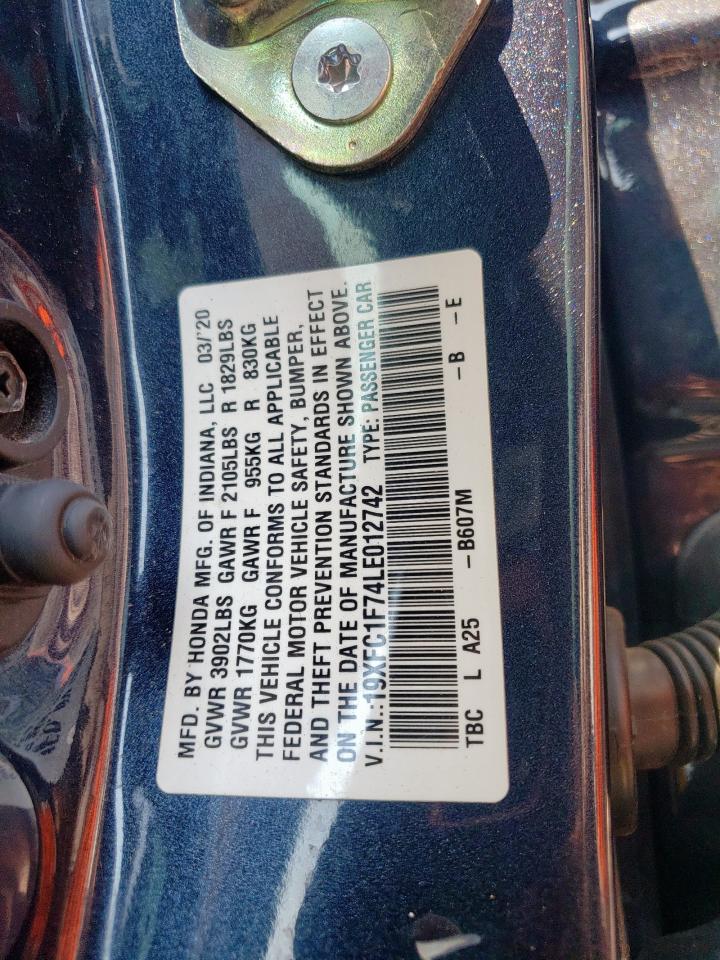 MFD. BY HONDA MFG. OF INDIANA, LLC 03/'20
GVWR 3902LBS GAWR F 2105LBS R 1829LBS
GVWR 1770KG GAWR F 955KG R 830KG
THIS VEHICLE CONFORMS TO ALL APPLICABLE
FEDERAL MOTOR VEHICLE SAFETY, BUMPER,
AND THEFT PREVENTION STANDARDS IN EFFECT
ON THE DATE OF MANUFACTURE SHOWN ABOVE.
V.I.N.:19XFC1F74LE012742 TYPE: PASSENGER CAR
TBC L A25 -B607M -B -E